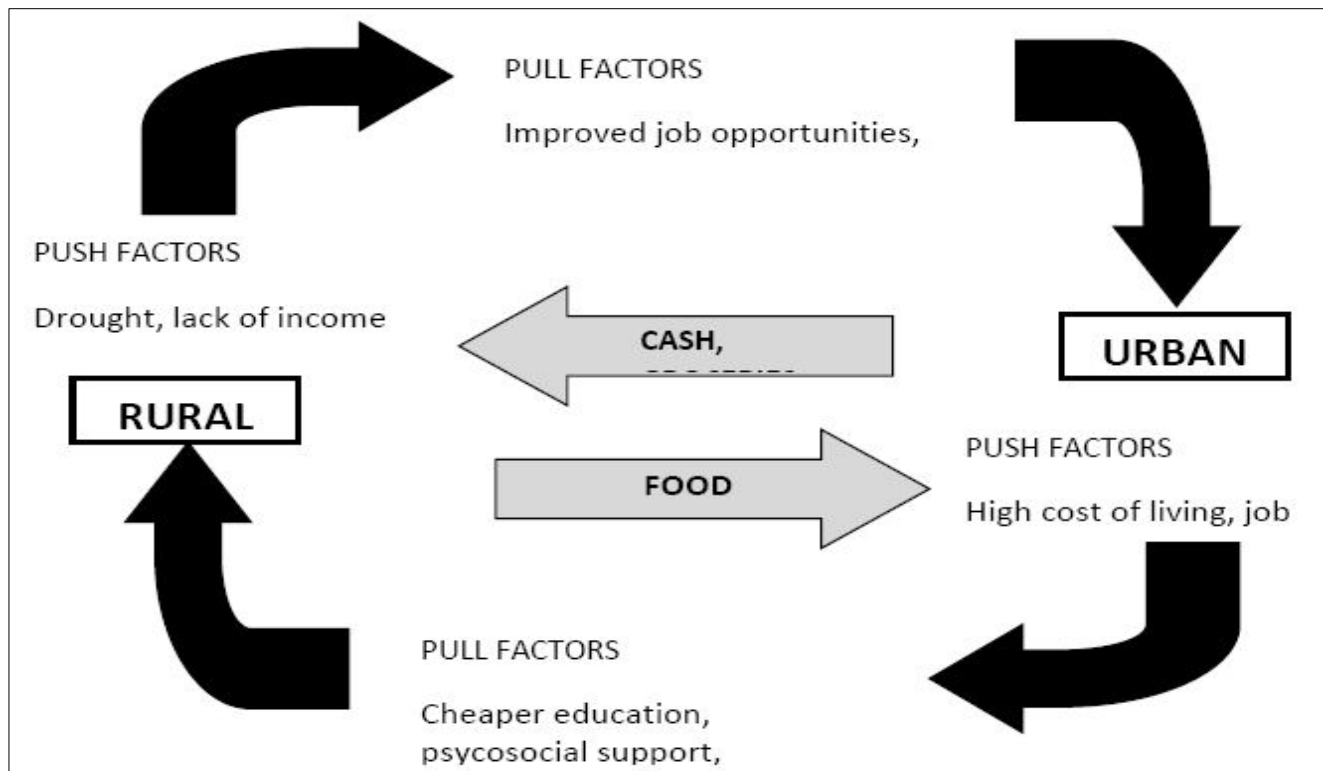 PULL FACTORS
Improved job opportunities,
PUSH FACTORS
Drought, lack of income
CASH,
URBAN
RURAL
FOOD
PUSH FACTORS
High cost of living, job
PULL FACTORS
Cheaper education,
psycosocial support,